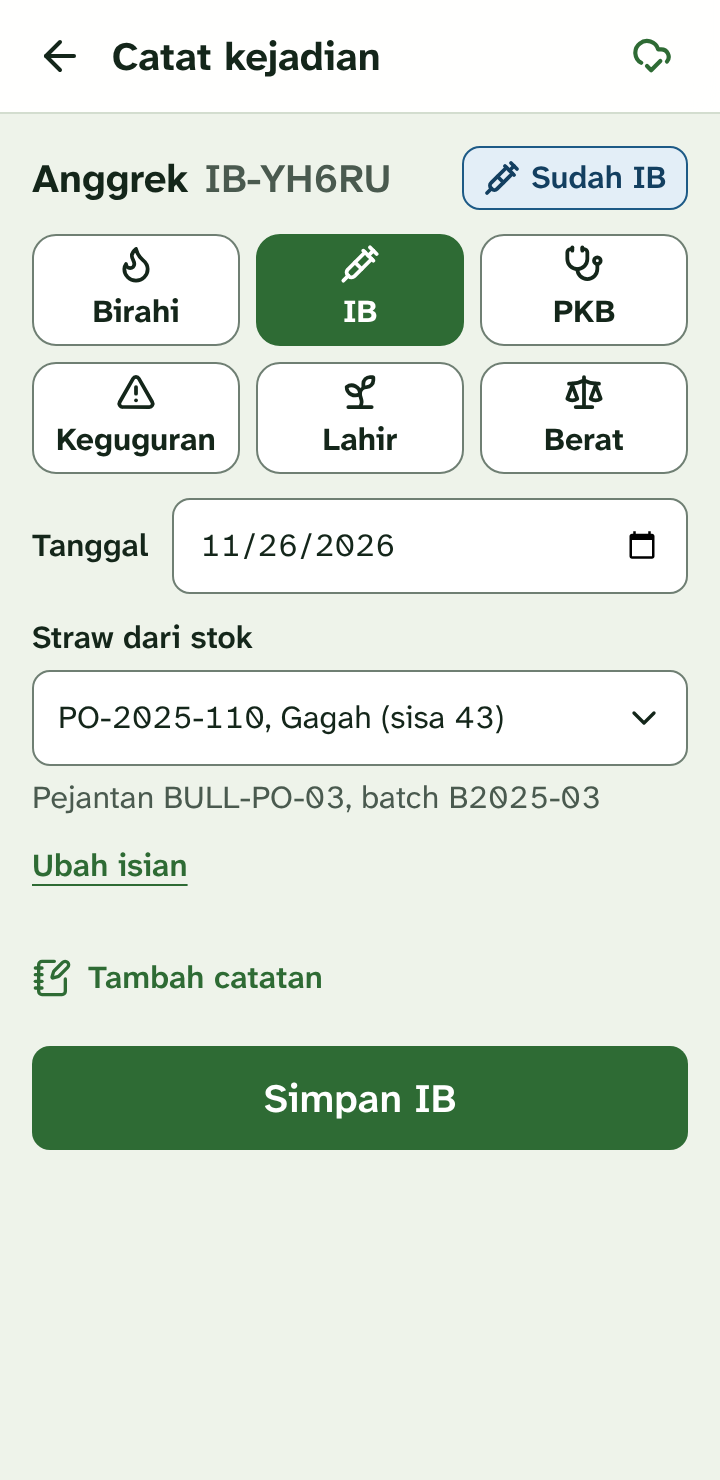 Catat kejadian
Anggrek IB-YH6RU Sudah IB
Birahi IB PKB
Keguguran Lahir Berat
Tanggal 11/26/2026
Straw dari stok
PO-2025-110, Gagah (sisa 43)
Pejantan BULL-PO-03, batch B2025-03
Ubah isian
Tambah catatan
Simpan IB